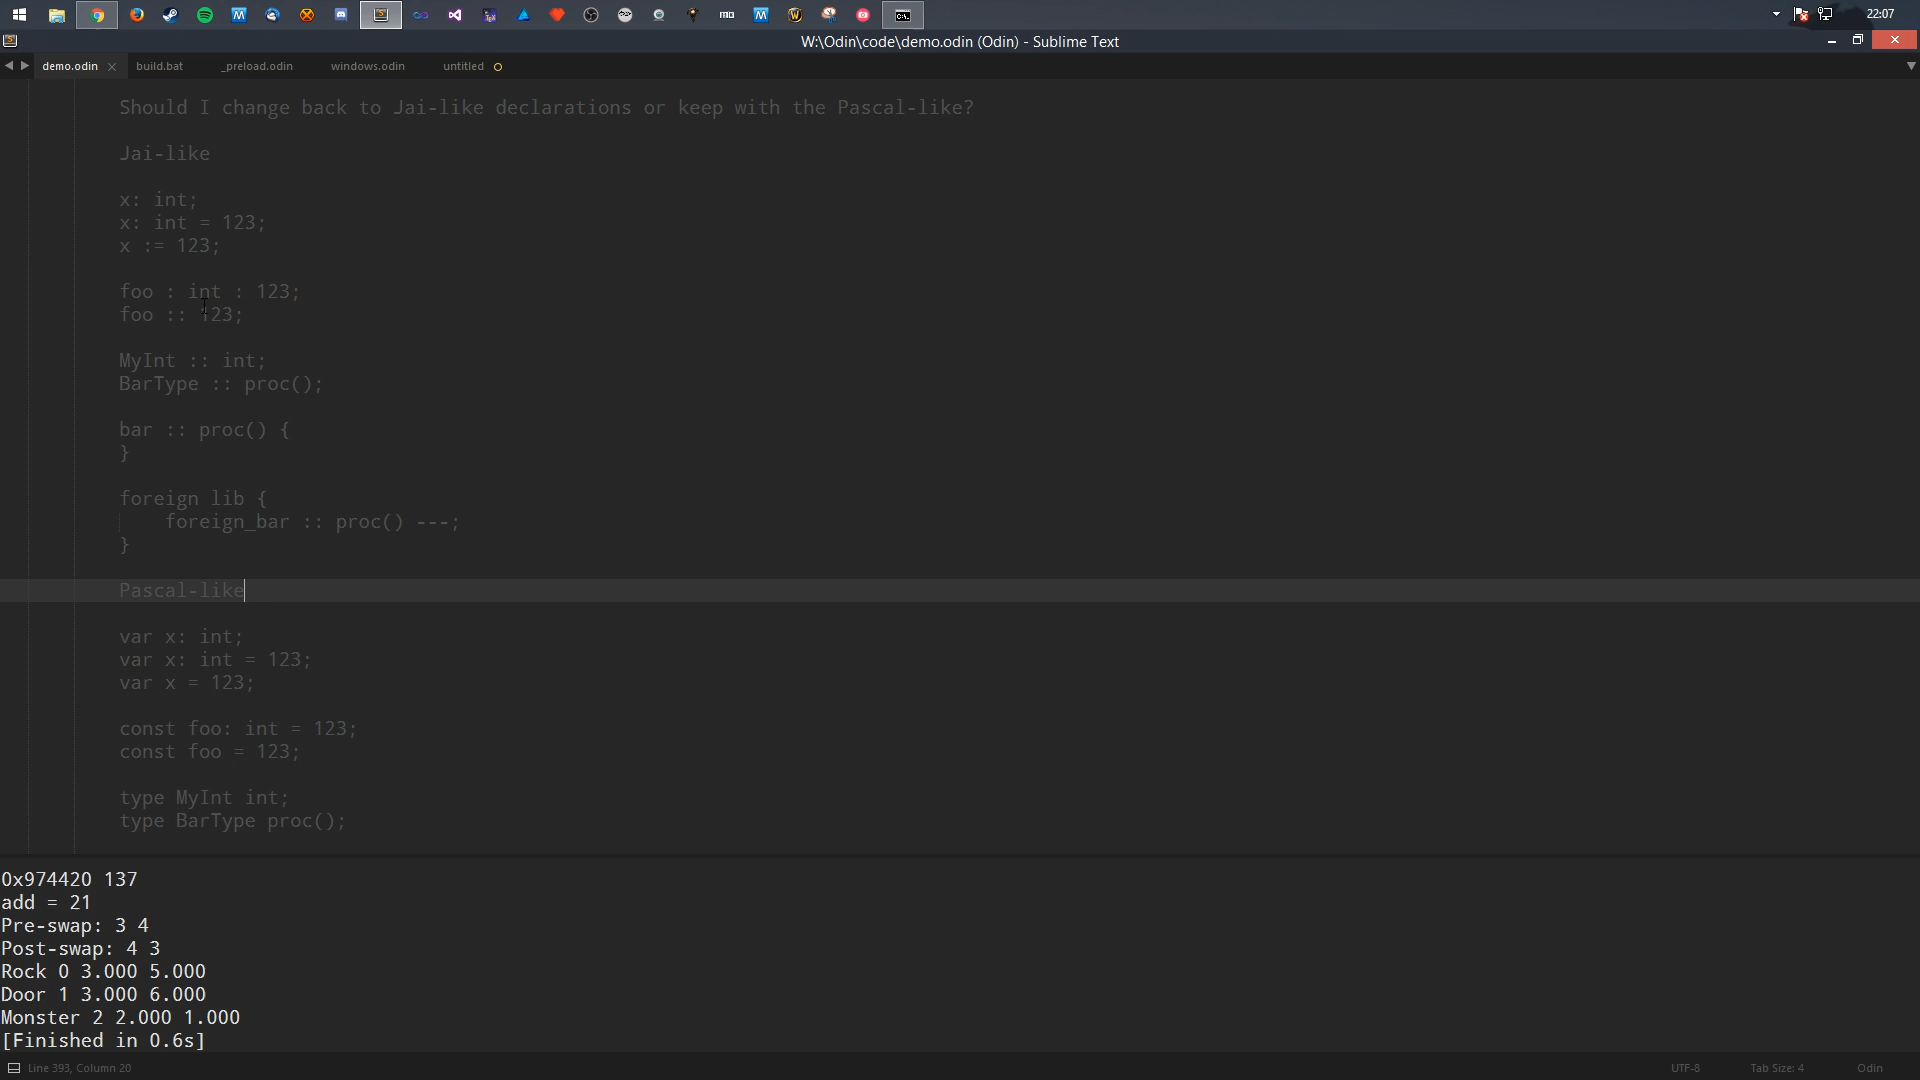 22:07
W:\Odin\code\demo.odin (Odin) - Sublime Text
demo.odin build.bat _preload.odin windows.odin untitled
Should I change back to Jai-like declarations or keep with the Pascal-like?
Jai-like
x: int;
x: int = 123;
x := 123;
foo : int : 123;
foo :: 123;
MyInt :: int;
BarType :: proc();
bar :: proc() {
}
foreign lib {
foreign_bar :: proc() ---;
}
Pascal-like
var x: int;
var x: int = 123;
var x = 123;
const foo: int = 123;
const foo = 123;
type MyInt int;
type BarType proc();
0x974420 137
add = 21
Pre-swap: 3 4
Post-swap: 4 3
Rock 0 3.000 5.000
Door 1 3.000 6.000
Monster 2 2.000 1.000
[Finished in 0.6s]
Line 393, Column 20 UTF-8 Tab Size: 4 Odin